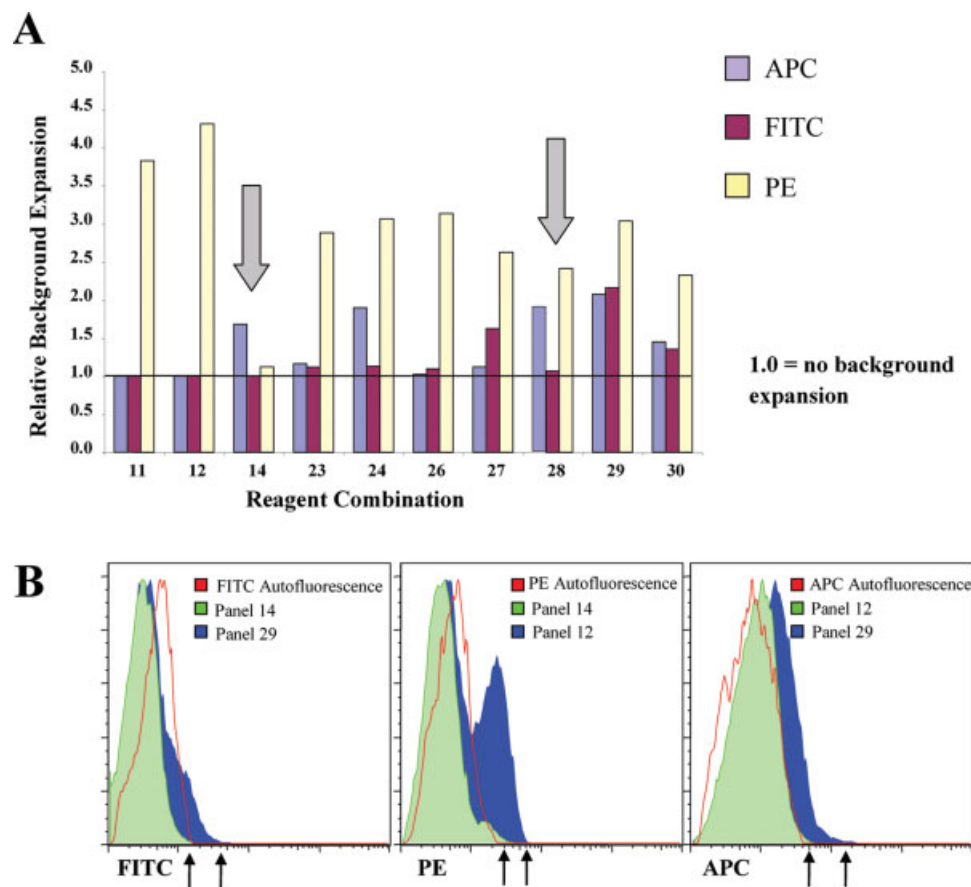 A
Relative Background Expansion
5.0
4.5
4.0
3.5
3.0
2.5
2.0
1.5
1.0
0.5
0.0
11 12 14 23 24 26 27 28 29 30
Reagent Combination
APC
FITC
PE
1.0 = no background
expansion
B
FITC Autofluorescence
Panel 14
Panel 29
FITC
PE Autofluorescence
Panel 14
Panel 12
PE
APC Autofluorescence
Panel 12
Panel 29
APC